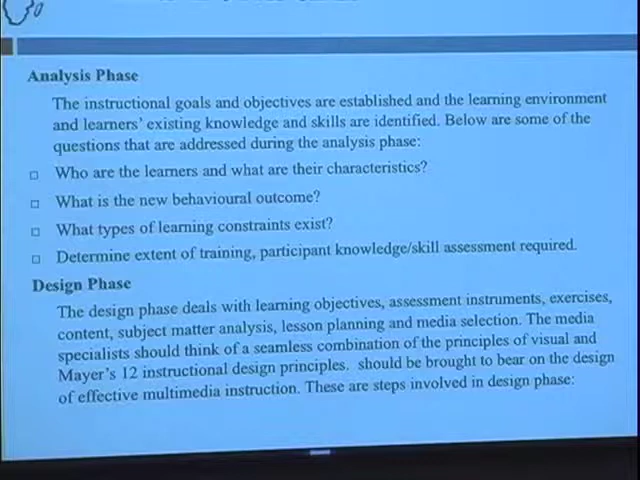 Analysis Phase
The instructional goals and objectives are established and the learning environment
and learners' existing knowledge and skills are identified. Below are some of the
questions that are addressed during the analysis phase:
Who are the learners and what are their characteristics?
What is the new behavioural outcome?
What types of learning constraints exist?
Determine extent of training, participant knowledge/skill assessment required.
Design Phase
The design phase deals with learning objectives, assessment instruments, exercises,
content, subject matter analysis, lesson planning and media selection. The media
specialists should think of a seamless combination of the principles of visual and
Mayer's 12 instructional design principles. should be brought to bear on the design
of effective multimedia instruction. These are steps involved in design phase: